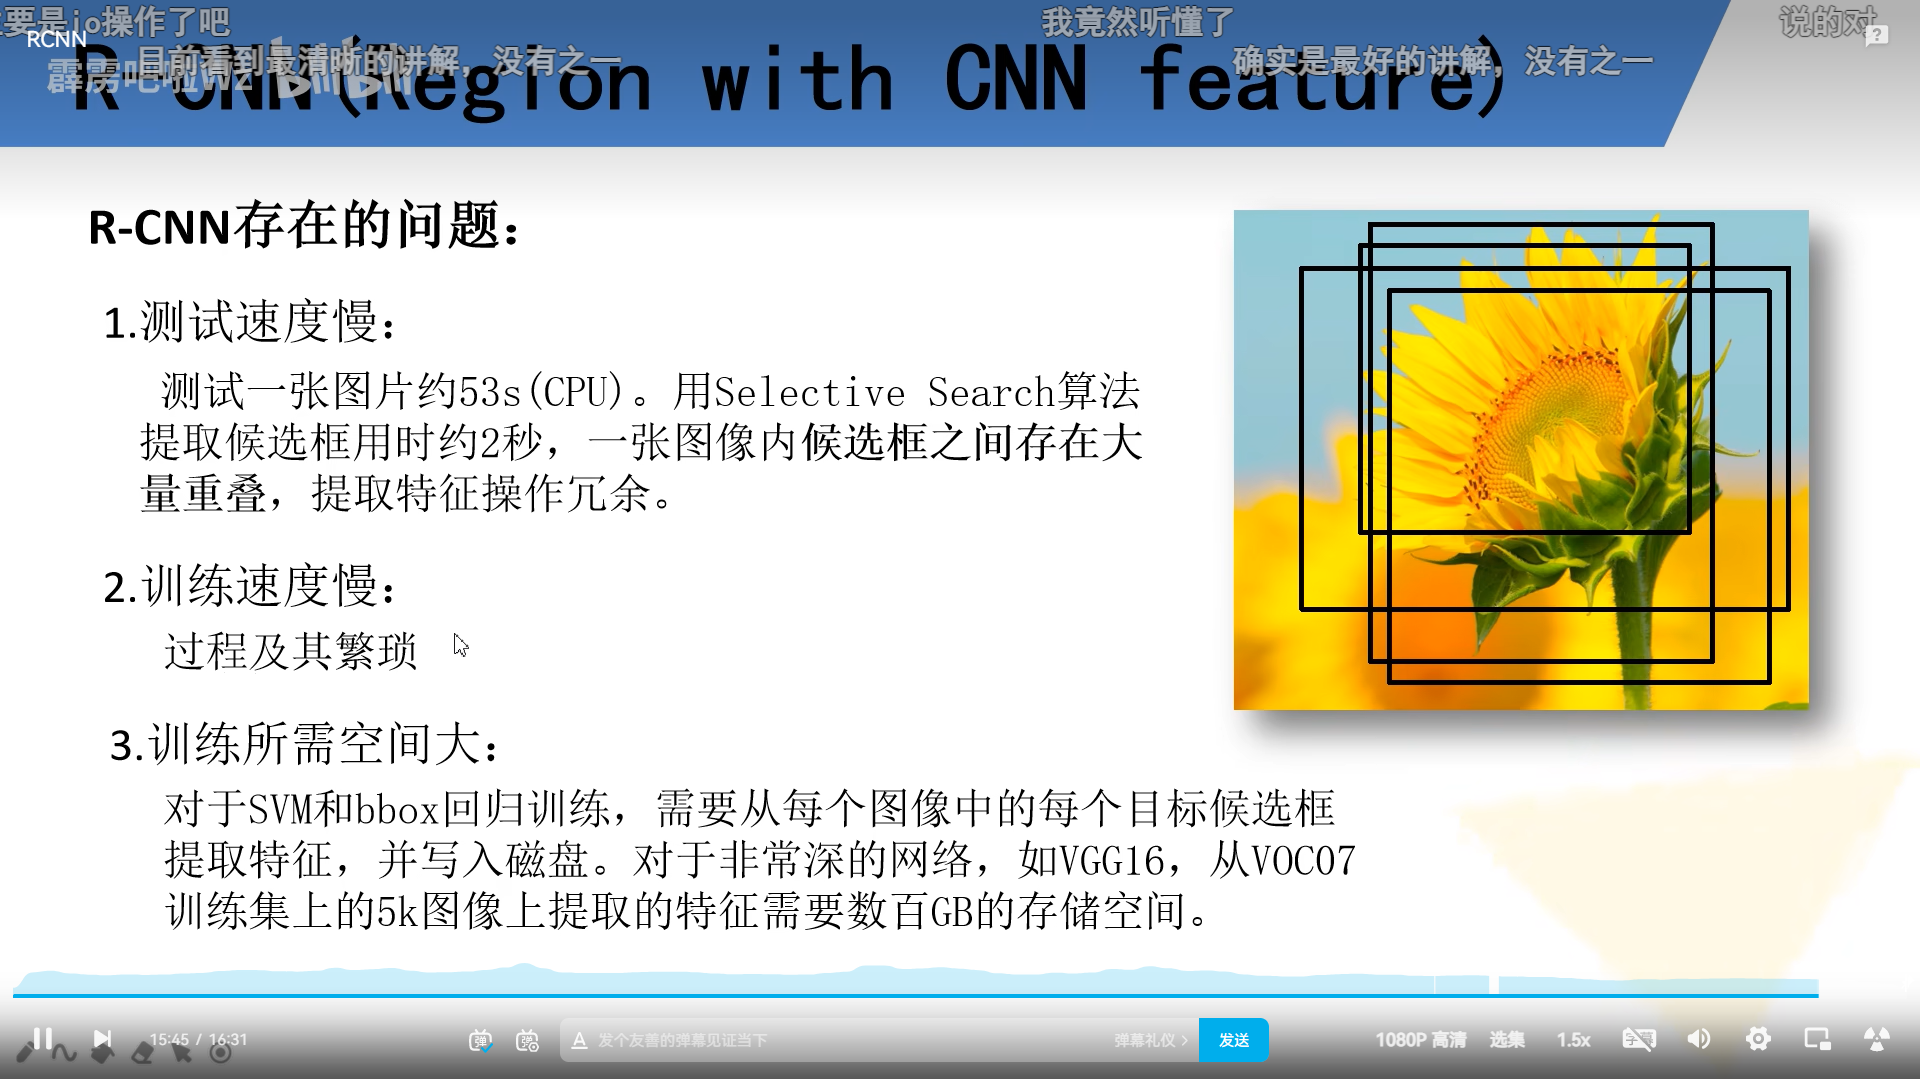 要是io操作了吧
我竟然听懂了
说的对
RCNN
目前看到最清晰的讲解，没有之一
确实是最好的讲解，没有之一
霹雳吧啦Wz bilibili
R-CNN(Region with CNN feature)
R-CNN存在的问题：
1.测试速度慢：
测试一张图片约53s(CPU)。用Selective Search算法
提取候选框用时约2秒，一张图像内候选框之间存在大
量重叠，提取特征操作冗余。
2.训练速度慢：
过程及其繁琐
3.训练所需空间大：
对于SVM和bbox回归训练，需要从每个图像中的每个目标候选框
提取特征，并写入磁盘。对于非常深的网络，如VGG16，从VOC07
训练集上的5k图像上提取的特征需要数百GB的存储空间。
15:45 / 16:31
弹
弹
A 发个友善的弹幕见证当下
弹幕礼仪 >
发送
1080P 高清
选集
1.5x
字幕